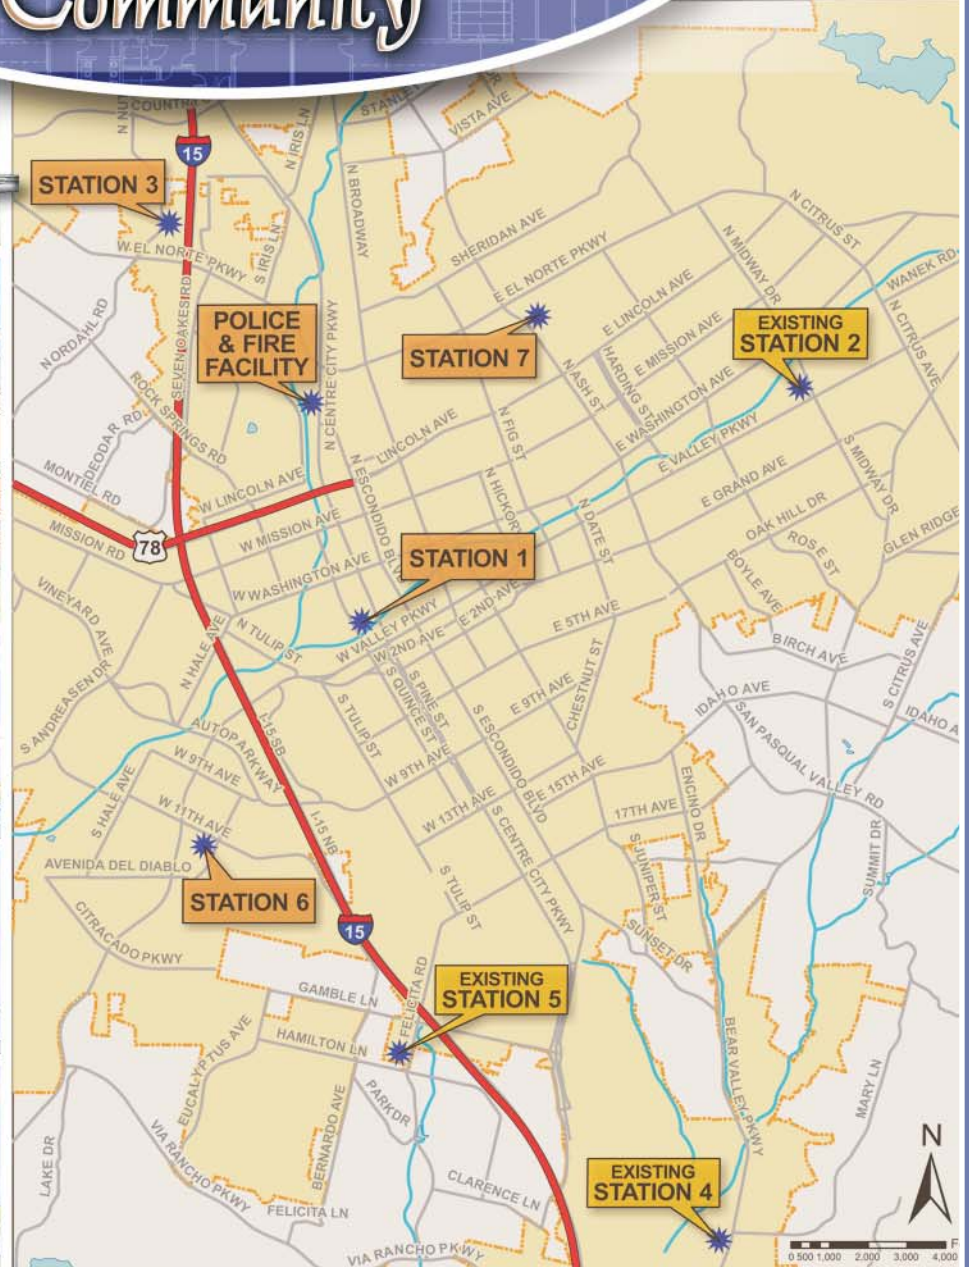 Community
COUNTRY
STANLEY
VISTA AVE
N IRIS LN
15
STATION 3
N BROADWAY
N CITRUS ST
SHERIDAN AVE
W EL NORTE PKWY
S IRIS LN
E EL NORTE PKWY
N MIDWAY DR
WANEK RD
SEVEN OAKES RD
N NORDAHL RD
POLICE
& FIRE
FACILITY
N CENTRE CITY PKWY
STATION 7
E LINCOLN AVE
E MISSION AVE
HARDING ST
EXISTING
STATION 2
N CITRUS AVE
N ASH ST
E WASHINGTON AVE
ROCK SPRINGS RD
DEODAR RD
LINCOLN AVE
N FIG ST
E VALLEY PKWY
S MIDWAY DR
MONTIEL RD
W LINCOLN AVE
N ESCONDIDO BLV
N HICKOR
E GRAND AVE
OAK HILL DR
ROSE ST
GLEN RIDGE
MISSION RD
78
W MISSION AVE
N DATE ST
STATION 1
BOYLE AVE
W WASHINGTON AVE
VINEYARD AVE
N HALE AVE
N TULIP ST
W VALLEY PKWY
W 2ND AVE
E 2ND AVE
E 5TH AVE
BIRCH AVE
S CITRUS AVE
S ANDREASEN DR
S QUINCE ST
S PINE ST
CHESTNUT ST
E 9TH AVE
IDAHO AVE
IDAHO A
SAN PASQUAL VALLEY RD
S TULIP ST
S ESCONDIDO BLVD
AUTO PARKWAY
I-15 SB
W 9TH AVE
W 9TH AVE
E 15TH AVE
ENCINO DR
S HALE AVE
W 11TH AVE
I-15 NB
W 13TH AVE
17TH AVE
S CENTRE CITY PKWY
SUMMIT DR
AVENIDA DEL DIABLO
STATION 6
S TULIP ST
S JUNIPER ST
CITRACADO PKWY
15
SUNSET DR
FELICITA RD
EXISTING
STATION 5
GAMBLE LN
HAMILTON LN
EUCALYPTUS AVE
BEAR VALLEY PKWY
MARY LN
PARK DR
BERNARDO AVE
VIA RANCHO PKWY
LAKE DR
CLARENCE LN
FELICITA LN
VIA RANCHO PKWY
EXISTING
STATION 4
N
F
0 500 1,000 2,000 3,000 4,000